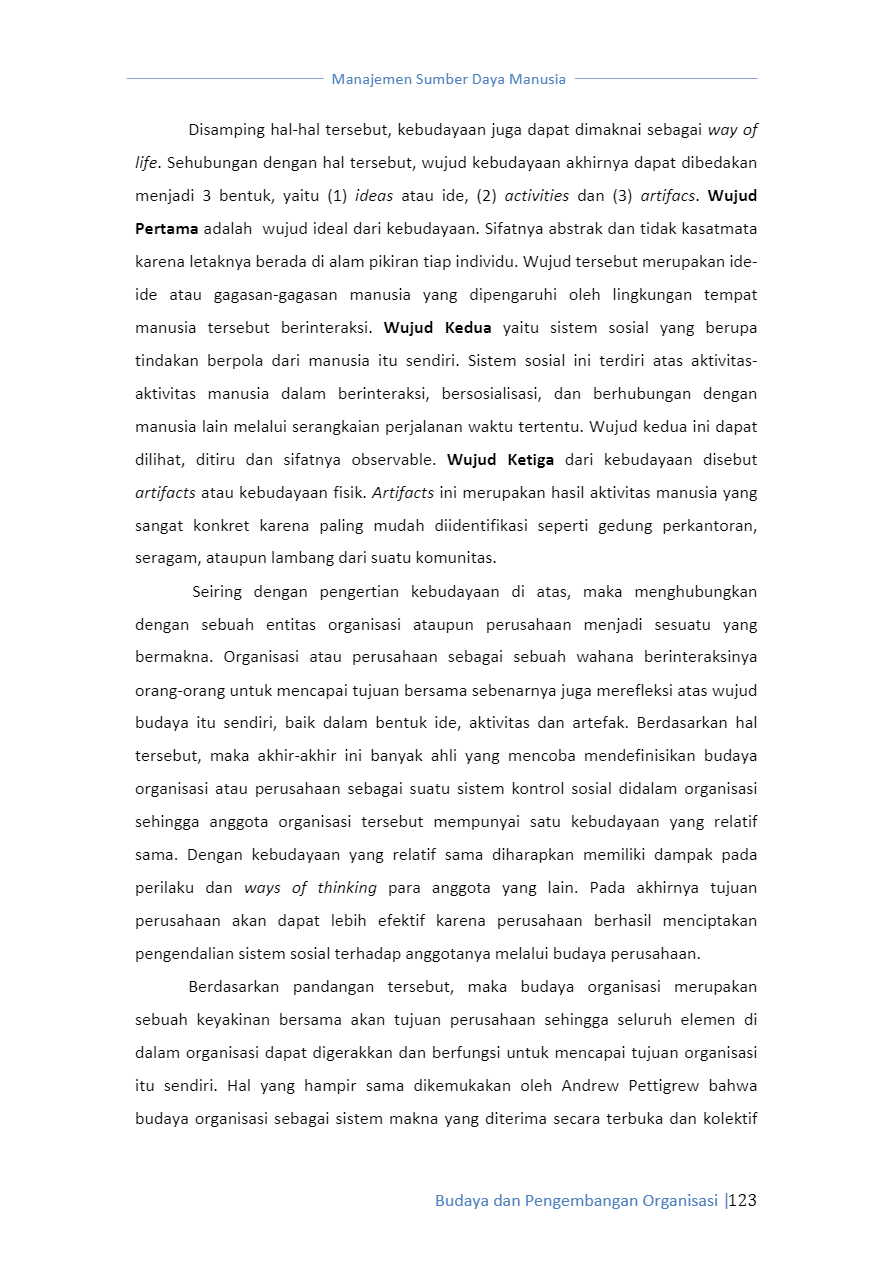 Manajemen Sumber Daya Manusia
Disamping hal-hal tersebut, kebudayaan juga dapat dimaknai sebagai way of
life. Sehubungan dengan hal tersebut, wujud kebudayaan akhirnya dapat dibedakan
menjadi 3 bentuk, yaitu (1) ideas atau ide, (2) activities dan (3) artifacs. Wujud
Pertama adalah wujud ideal dari kebudayaan. Sifatnya abstrak dan tidak kasatmata
karena letaknya berada di alam pikiran tiap individu. Wujud tersebut merupakan ide-
ide atau gagasan-gagasan manusia yang dipengaruhi oleh lingkungan tempat
manusia tersebut berinteraksi. Wujud Kedua yaitu sistem sosial yang berupa
tindakan berpola dari manusia itu sendiri. Sistem sosial ini terdiri atas aktivitas-
aktivitas manusia dalam berinteraksi, bersosialisasi, dan berhubungan dengan
manusia lain melalui serangkaian perjalanan waktu tertentu. Wujud kedua ini dapat
dilihat, ditiru dan sifatnya observable. Wujud Ketiga dari kebudayaan disebut
artifacts atau kebudayaan fisik. Artifacts ini merupakan hasil aktivitas manusia yang
sangat konkret karena paling mudah diidentifikasi seperti gedung perkantoran,
seragam, ataupun lambang dari suatu komunitas.
Seiring dengan pengertian kebudayaan di atas, maka menghubungkan
dengan sebuah entitas organisasi ataupun perusahaan menjadi sesuatu yang
bermakna. Organisasi atau perusahaan sebagai sebuah wahana berinteraksinya
orang-orang untuk mencapai tujuan bersama sebenarnya juga merefleksi atas wujud
budaya itu sendiri, baik dalam bentuk ide, aktivitas dan artefak. Berdasarkan hal
tersebut, maka akhir-akhir ini banyak ahli yang mencoba mendefinisikan budaya
organisasi atau perusahaan sebagai suatu sistem kontrol sosial didalam organisasi
sehingga anggota organisasi tersebut mempunyai satu kebudayaan yang relatif
sama. Dengan kebudayaan yang relatif sama diharapkan memiliki dampak pada
perilaku dan ways of thinking para anggota yang lain. Pada akhirnya tujuan
perusahaan akan dapat lebih efektif karena perusahaan berhasil menciptakan
pengendalian sistem sosial terhadap anggotanya melalui budaya perusahaan.
Berdasarkan pandangan tersebut, maka budaya organisasi merupakan
sebuah keyakinan bersama akan tujuan perusahaan sehingga seluruh elemen di
dalam organisasi dapat digerakkan dan berfungsi untuk mencapai tujuan organisasi
itu sendiri. Hal yang hampir sama dikemukakan oleh Andrew Pettigrew bahwa
budaya organisasi sebagai sistem makna yang diterima secara terbuka dan kolektif
Budaya dan Pengembangan Organisasi |123